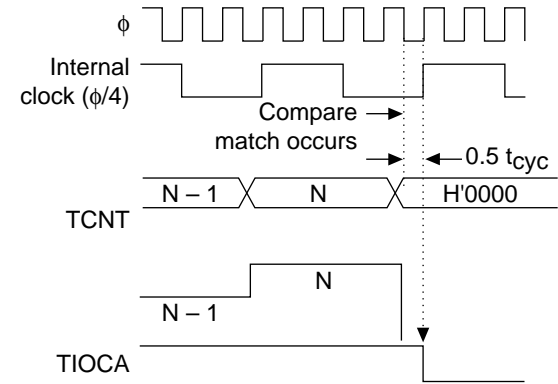 ϕ
Internal
clock (ϕ/4)
Compare
match occurs
0.5 tcyc
N – 1
N
H'0000
TCNT
N
N – 1
TIOCA